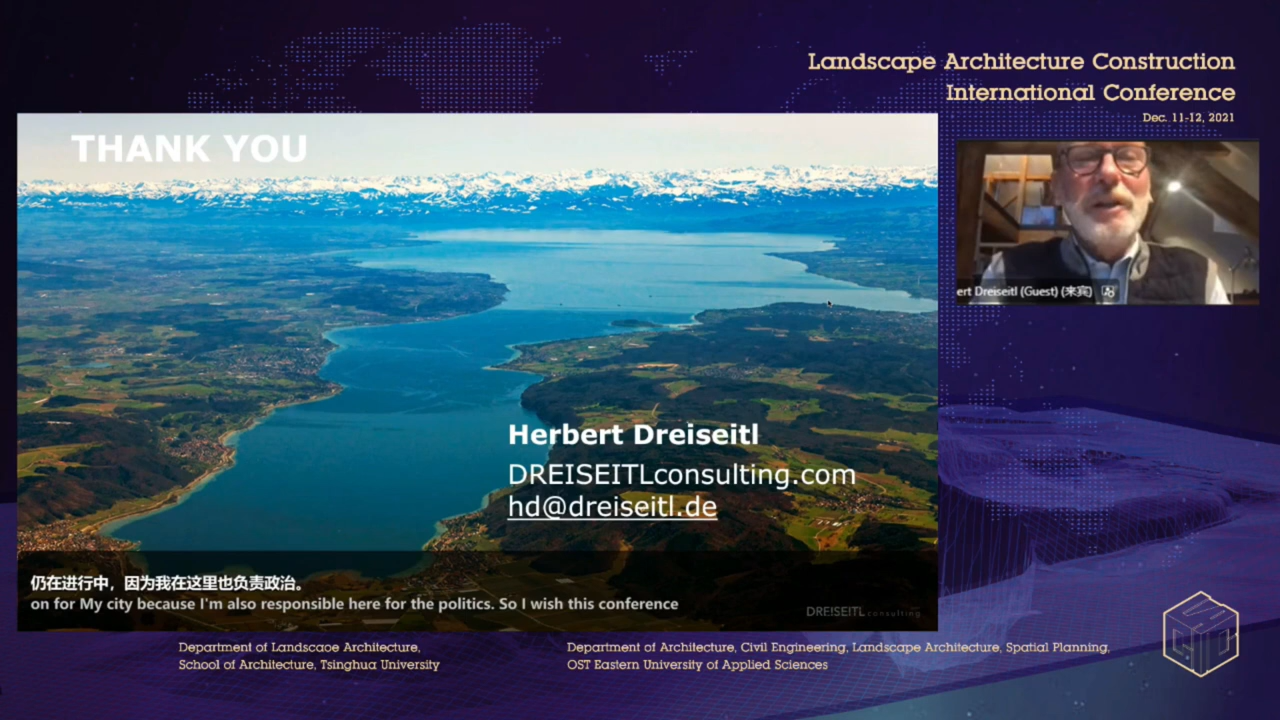 Landscape Architecture Construction
International Conference
Dec. 11-12, 2021
THANK YOU
ert Dreiseitl (Guest) (来宾)
Herbert Dreiseitl
DREISEITLconsulting.com
hd@dreiseitl.de
仍在进行中，因为我在这里也负责政治。
on for My city because I'm also responsible here for the politics. So I wish this conference
DREISEITL consulting
Department of Landscape Architecture,
School of Architecture, Tsinghua University
Department of Architecture, Civil Engineering, Landscape Architecture, Spatial Planning,
OST Eastern University of Applied Sciences